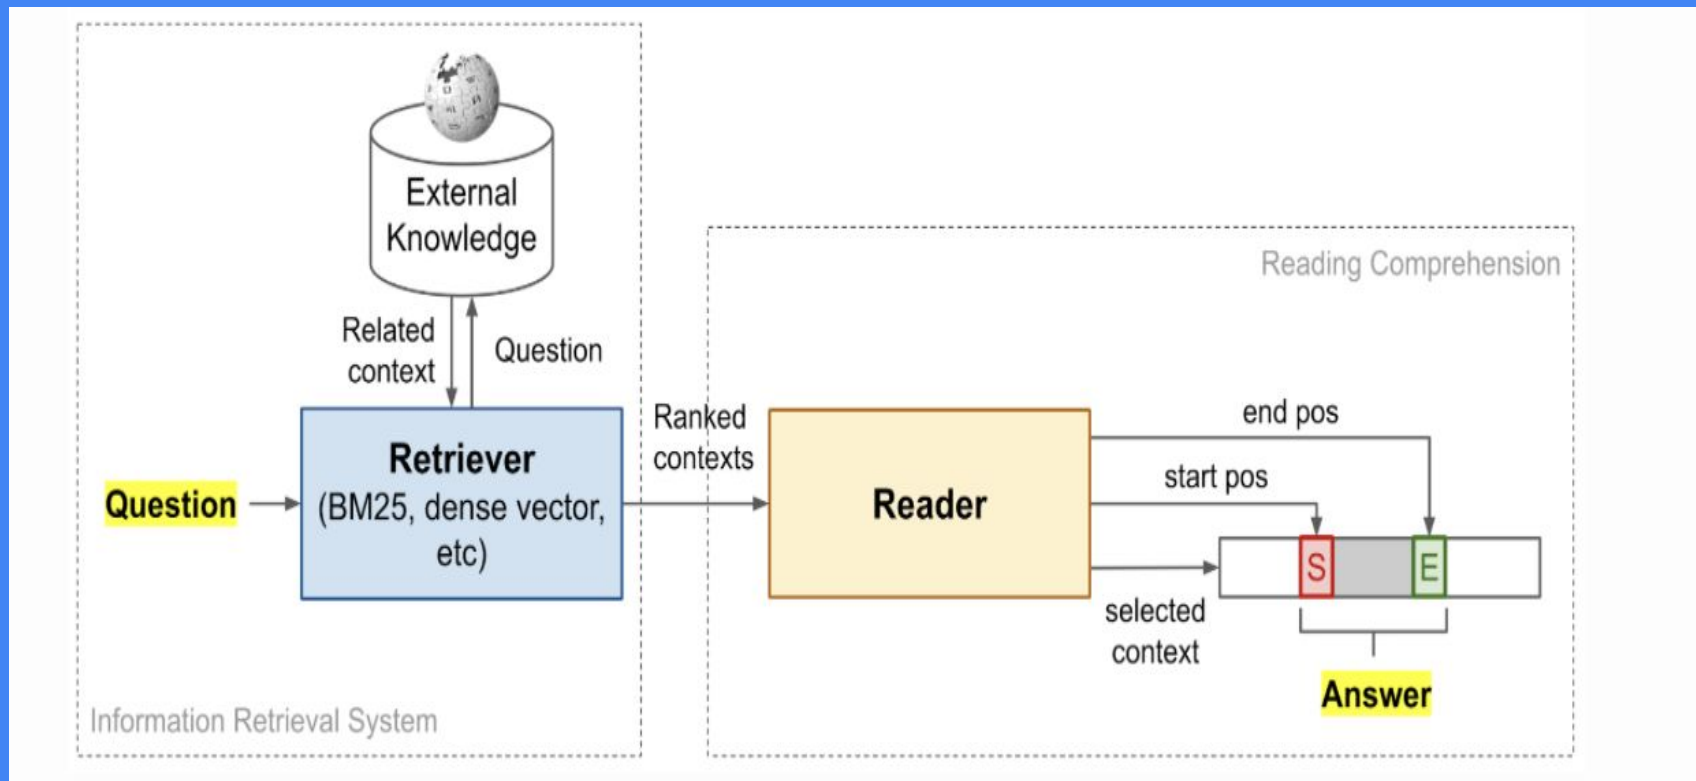 External
Knowledge
Related
context
Question
Question
Retriever
(BM25, dense vector,
etc)
Information Retrieval System
Ranked
contexts
Reading Comprehension
Reader
end pos
start pos
selected
context
S
E
Answer